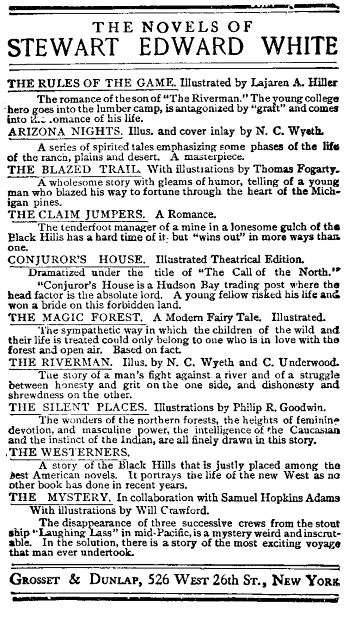 THE NOVELS OF
STEWART EDWARD WHITE
THE RULES OF THE GAME. Illustrated by Lajaren A. Hiller
The romance of the son of "The Riverman." The young college
hero goes into the lumber camp, is antagonized by "graft" and comes
into the romance of his life.
ARIZONA NIGHTS. Illus. and cover inlay by N. C. Wyeth.
A series of spirited tales emphasizing some phases of the life
of the ranch, plains and desert. A masterpiece.
THE BLAZED TRAIL. With illustrations by Thomas Fogarty.
A wholesome story with gleams of humor, telling of a young
man who blazed his way to fortune through the heart of the Mich-
igan pines.
THE CLAIM JUMPERS. A Romance.
The tenderfoot manager of a mine in a lonesome gulch of the
Black Hills has a hard time of it, but "wins out" in more ways than
one.
CONJUROR'S HOUSE. Illustrated Theatrical Edition.
Dramatized under the title of "The Call of the North."
"Conjuror's House is a Hudson Bay trading post where the
head factor is the absolute lord. A young fellow risked his life and
won a bride on this forbidden land.
THE MAGIC FOREST. A Modern Fairy Tale. Illustrated.
The sympathetic way in which the children of the wild and
their life is treated could only belong to one who is in love with the
forest and open air. Based on fact.
THE RIVERMAN. Illus. by N. C. Wyeth and C. Underwood.
The story of a man's fight against a river and of a struggle
between honesty and grit on the one side, and dishonesty and
shrewdness on the other.
THE SILENT PLACES. Illustrations by Philip R. Goodwin.
The wonders of the northern forests, the heights of feminine
devotion, and masculine power, the intelligence of the Caucasian
and the instinct of the Indian, are all finely drawn in this story.
THE WESTERNERS.
A story of the Black Hills that is justly placed among the
best American novels. It portrays the life of the new West as no
other book has done in recent years.
THE MYSTERY. In collaboration with Samuel Hopkins Adams
With illustrations by Will Crawford.
The disappearance of three successive crews from the stout
ship "Laughing Lass" in mid-Pacific, is a mystery weird and inscrut-
able. In the solution, there is a story of the most exciting voyage
that man ever undertook.
GROSSET & DUNLAP, 526 WEST 26th ST., NEW YORK